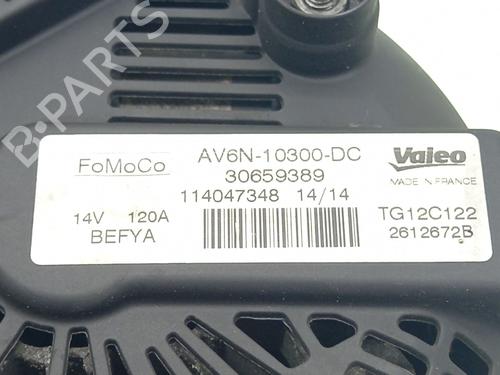 B-PARTS
FoMoCo
AV6N-10300-DC
30659389
Valeo
MADE IN FRANCE
114047348 14/14
14V 120A
BEFYA
TG12C122
2612672B